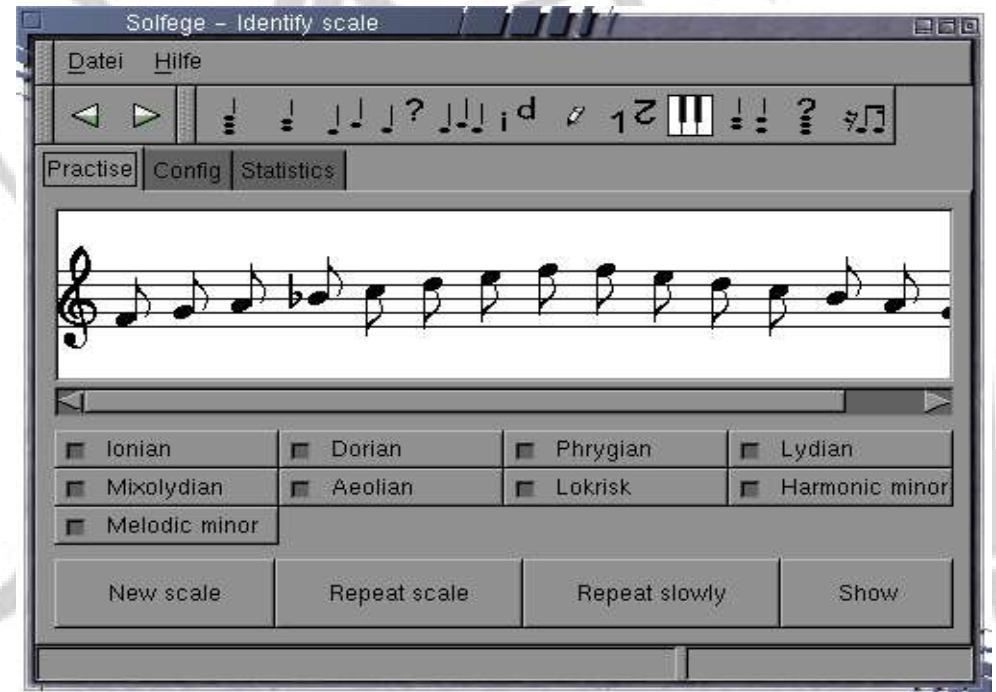 Solfege – Identify scale
Datei Hilfe
Practise Config Statistics
Ionian Dorian Phrygian Lydian
Mixolydian Aeolian Lokrisk Harmonic minor
Melodic minor
New scale Repeat scale Repeat slowly Show